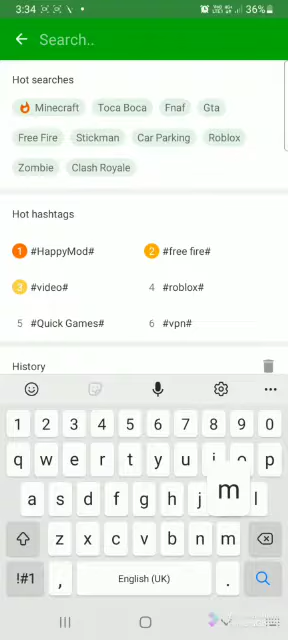 3:34
36%
Search..
Hot searches
Minecraft Toca Boca Fnaf Gta
Free Fire Stickman Car Parking Roblox
Zombie Clash Royale
Hot hashtags
1 #HappyMod# 2 #free fire#
3 #video# 4 #roblox#
5 #Quick Games# 6 #vpn#
History
1 2 3 4 5 6 7 8 9 0
q w e r t y u i o p
a s d f g h j m l
z x c v b n m
!#1 , English (UK) .